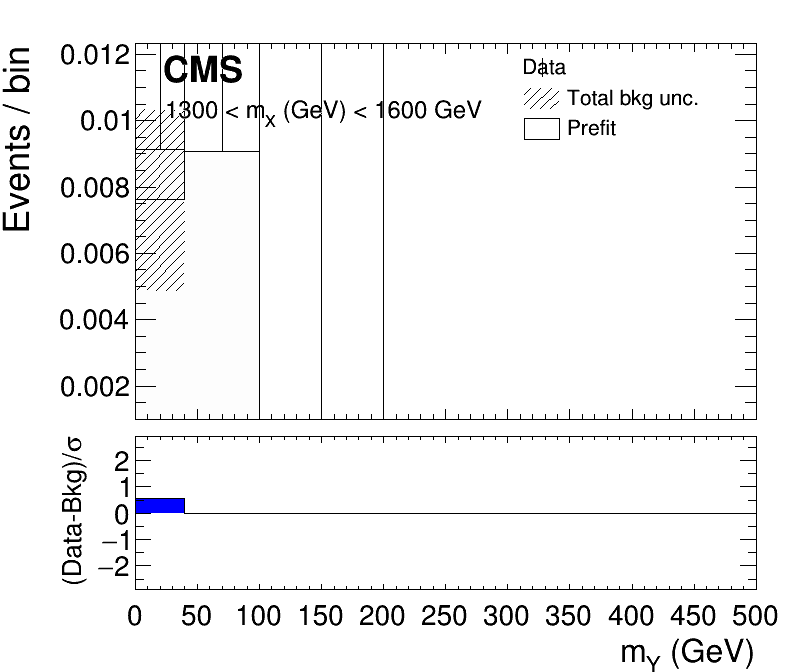 Events / bin
0.012
0.01
0.008
0.006
0.004
0.002
CMS
1300 < mX (GeV) < 1600 GeV
Data
Total bkg unc.
Prefit
(Data-Bkg)/σ
2
1
0
−1
−2
0 50 100 150 200 250 300 350 400 450 500
mY (GeV)